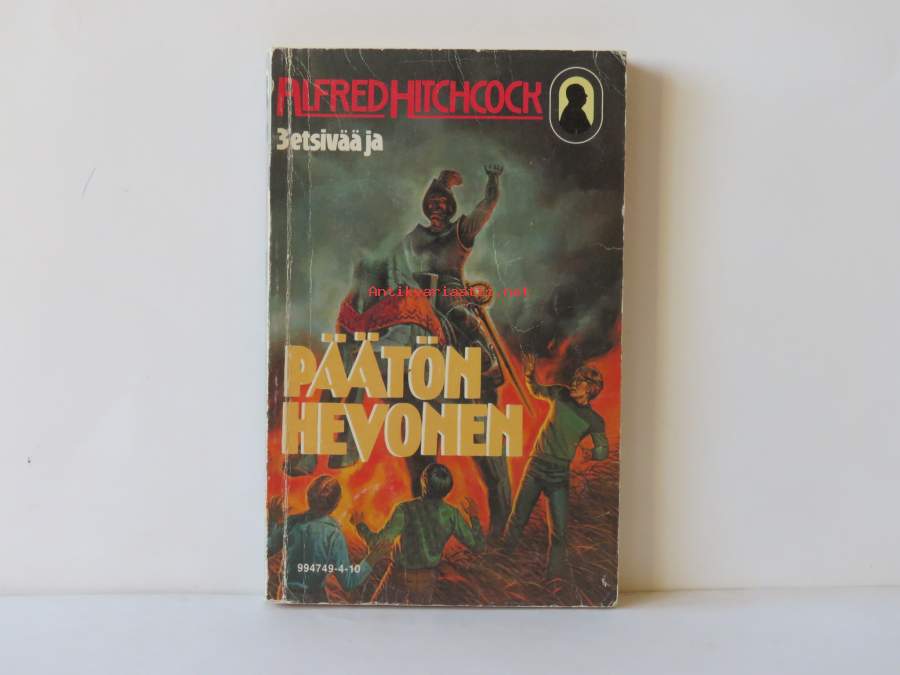 ALFRED HITCHCOCK
3 etsivää ja
Antikvariaatti.net
PÄÄTÖN
HEVONEN
994749-4-10